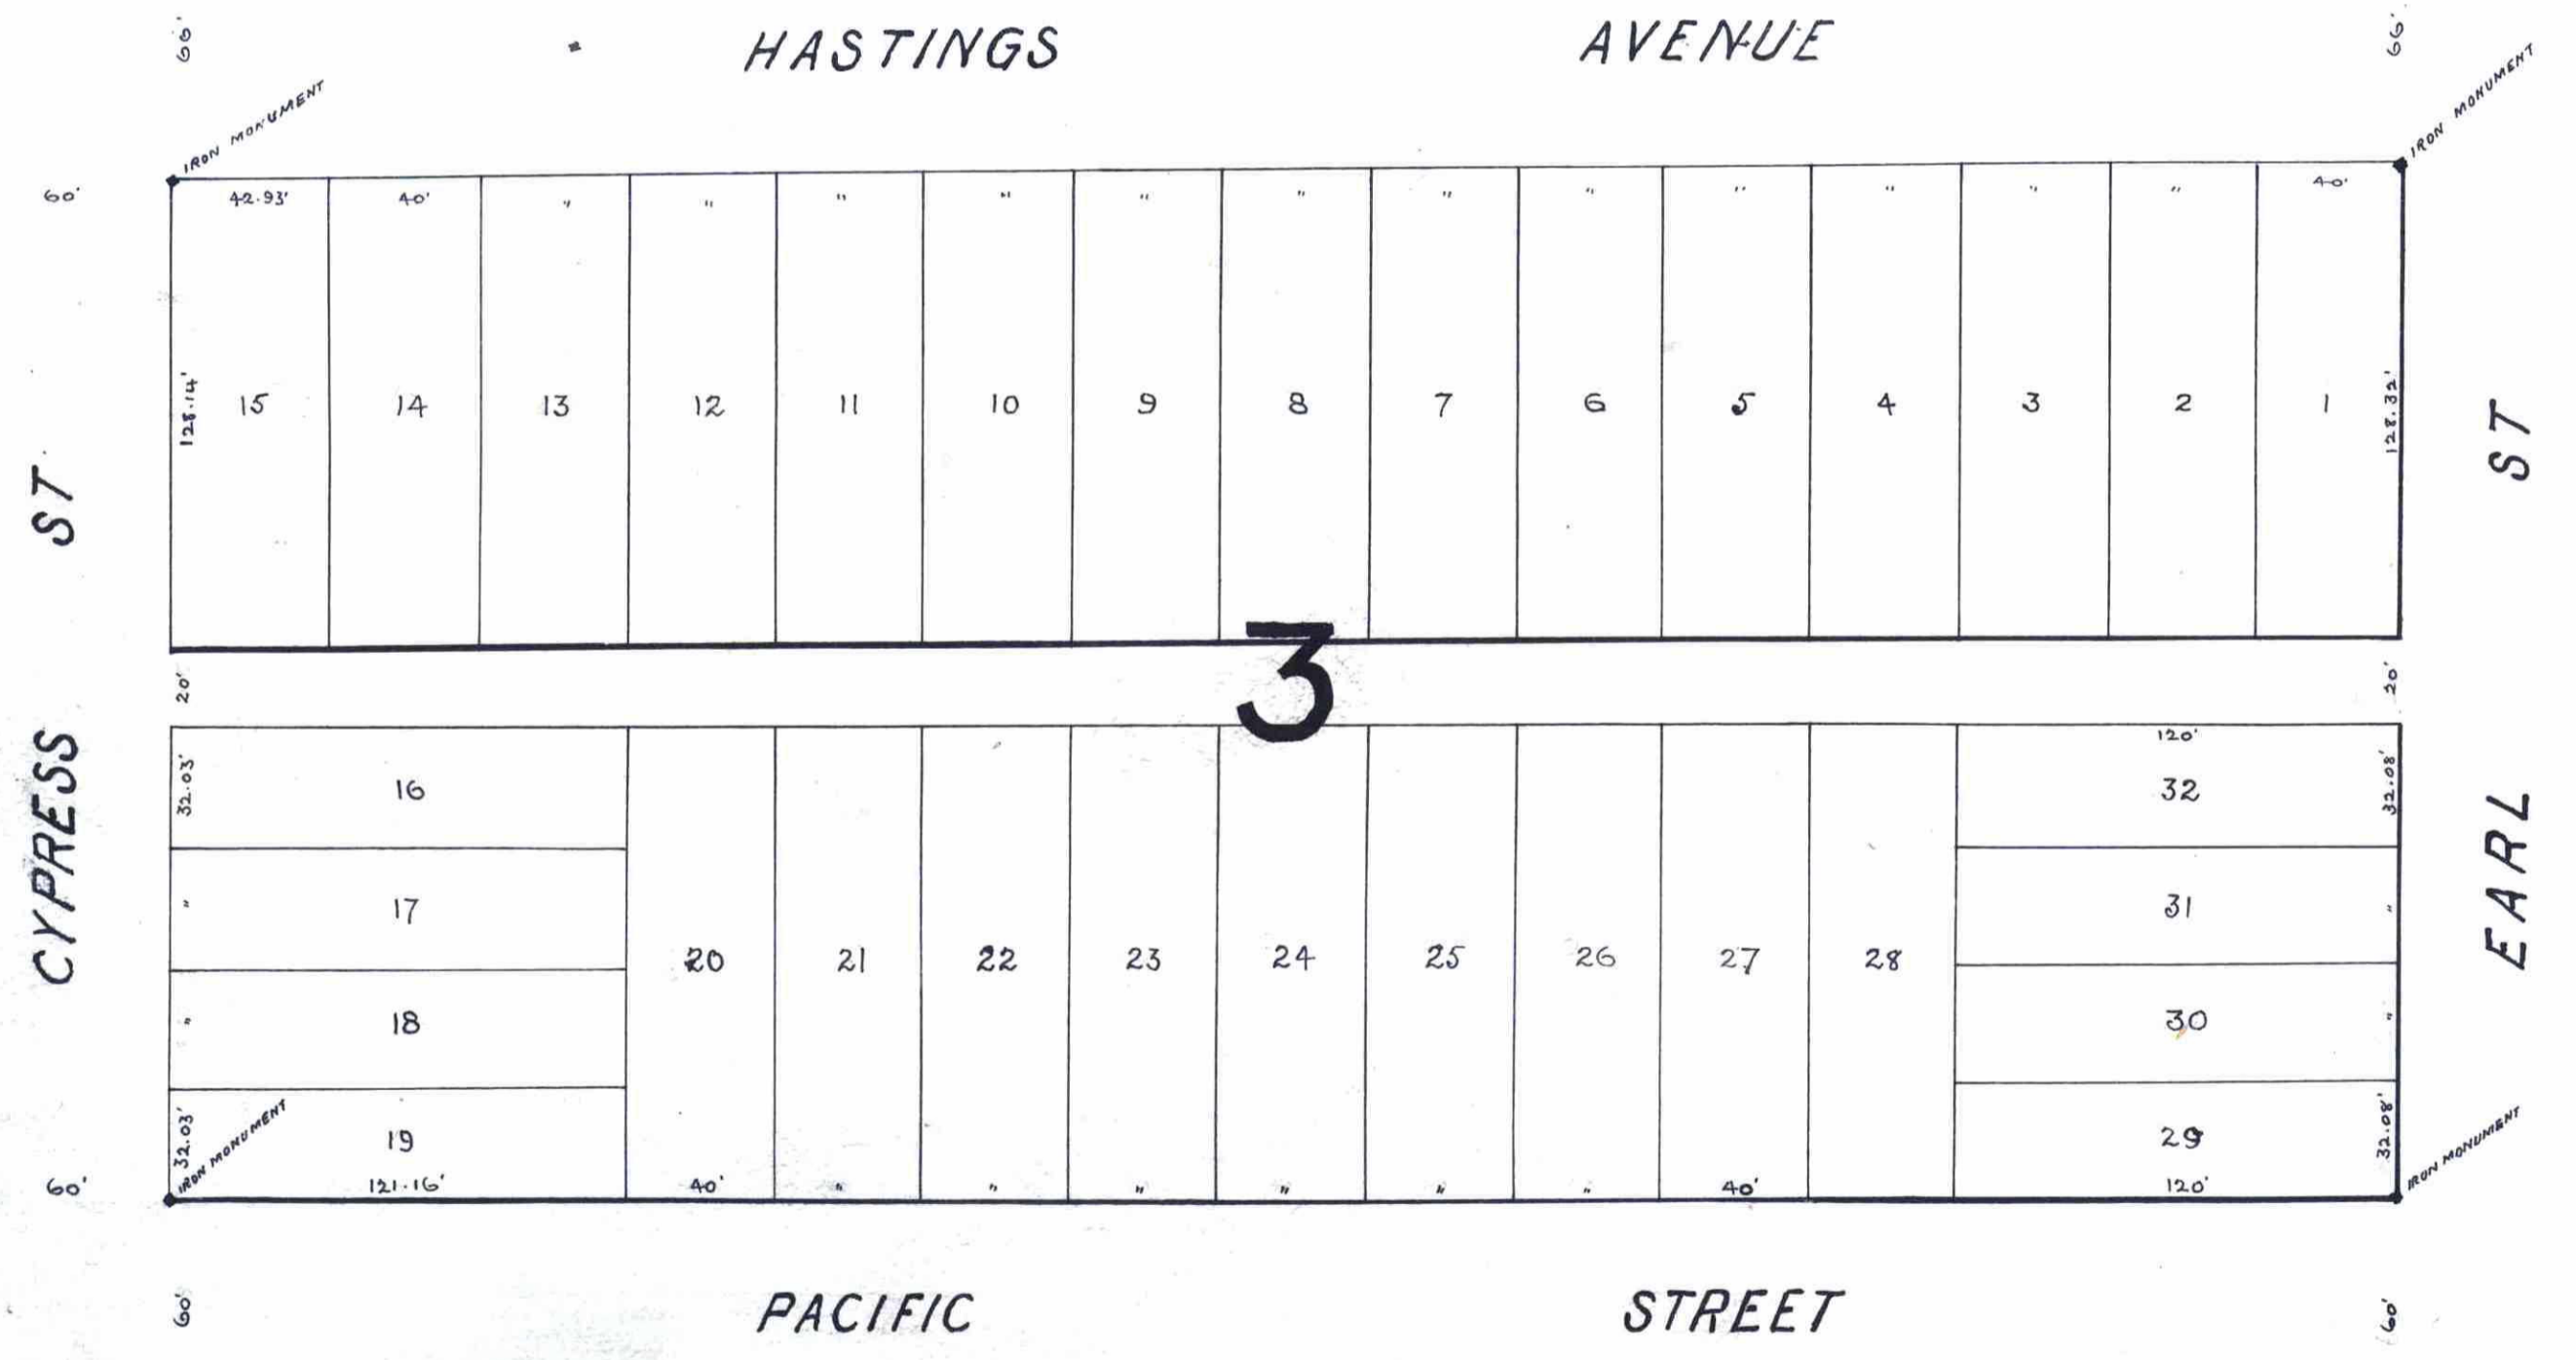 66' 66'
HASTINGS AVENUE
IRON MONUMENT IRON MONUMENT
60' 42.93' 40' " " " " " " " " " " " " 40'
128.14' 15 14 13 12 11 10 9 8 7 6 5 4 3 2 1 128.32'
CYPRESS ST
EARL ST
3
20' 20'
32.03' 16
" 17
" 18
32.03' 19
IRON MONUMENT
121.16'
20 21 22 23 24 25 26 27 28
120'
32 32.08'
31 "
30 "
29 32.08'
IRON MONUMENT
60' 40' " " " " " " 40' 120'
60' PACIFIC STREET 60'